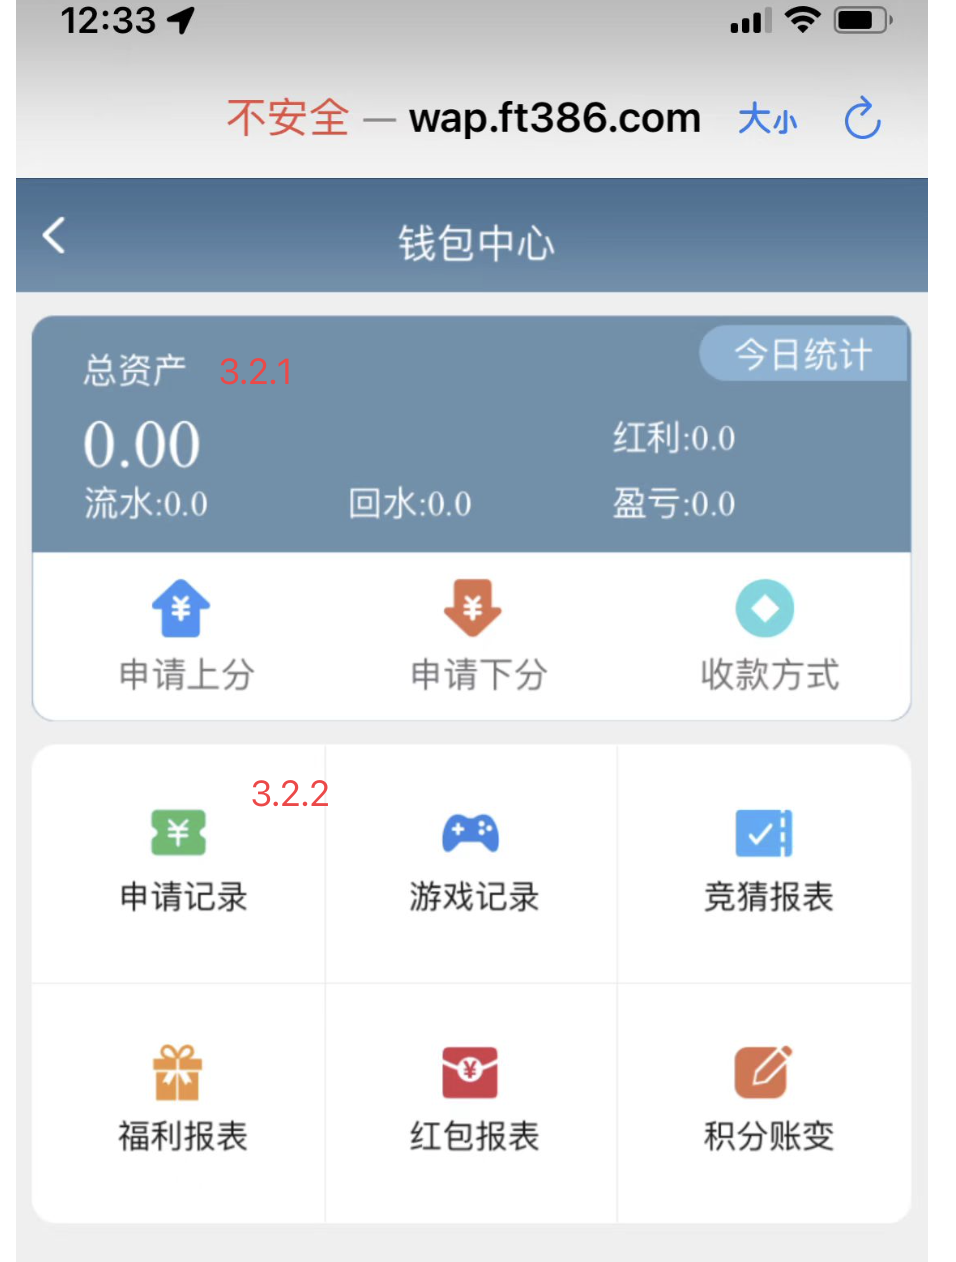 12:33
不安全 — wap.ft386.com 大小
钱包中心
总资产 3.2.1 今日统计
0.00 红利:0.0
流水:0.0 回水:0.0 盈亏:0.0
¥ ¥
申请上分 申请下分 收款方式
3.2.2
¥
申请记录 游戏记录 竞猜报表
¥
福利报表 红包报表 积分账变